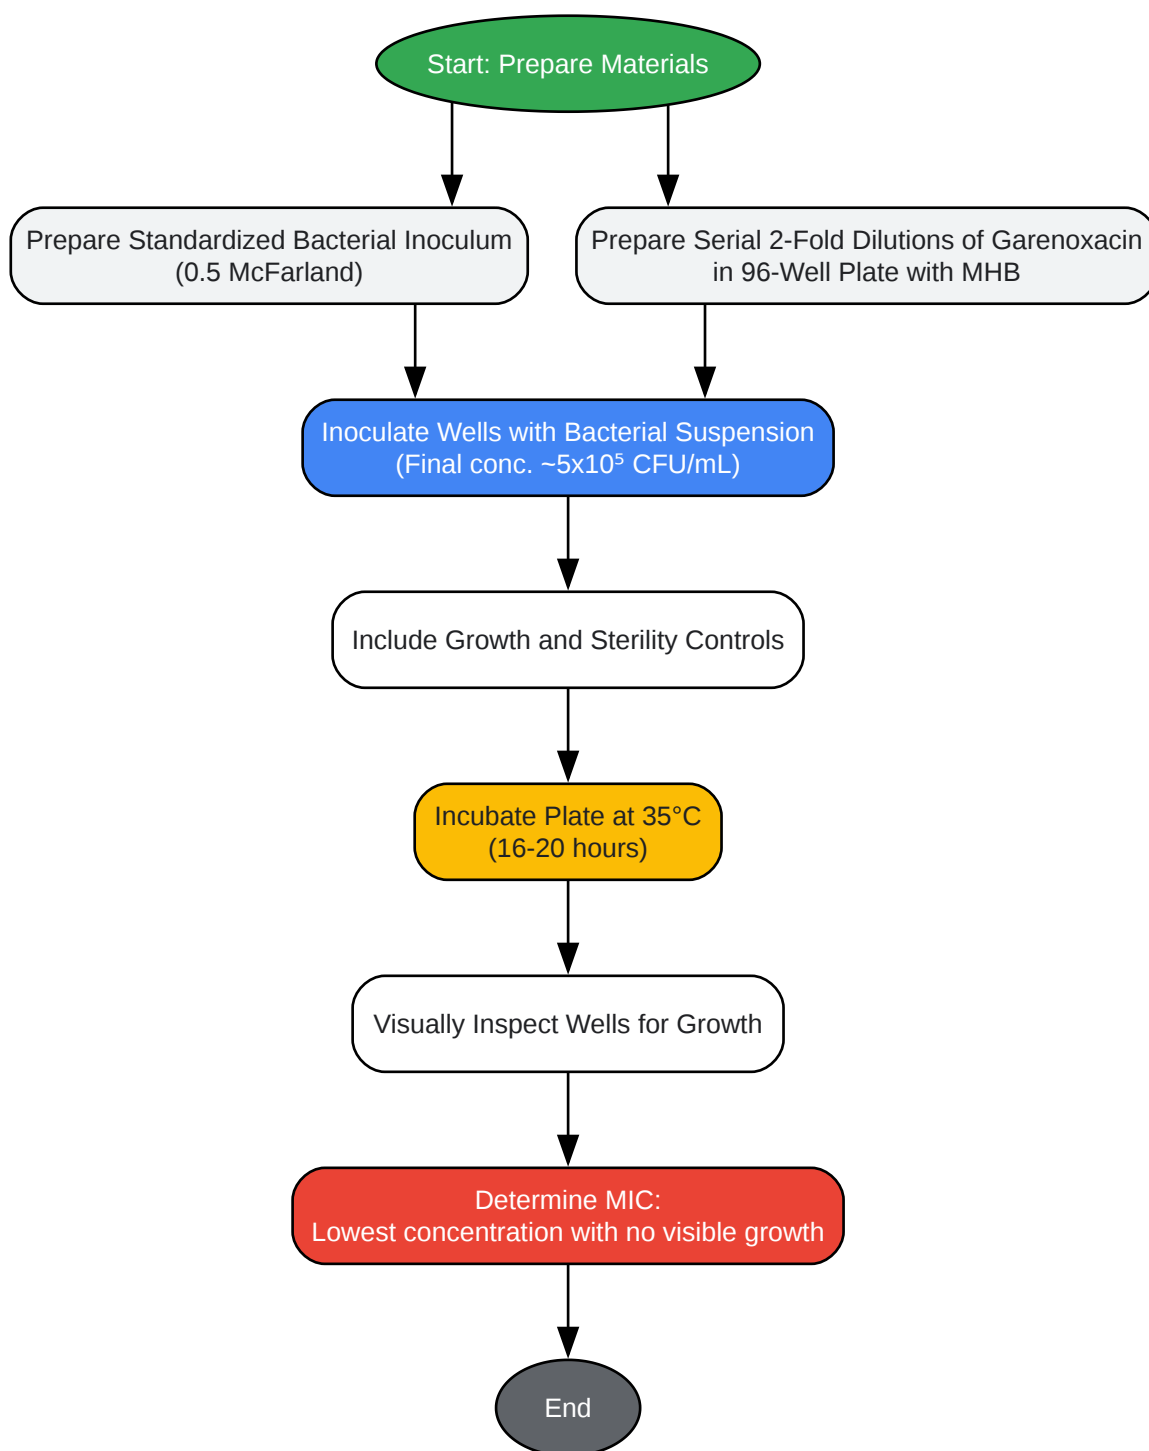 Start: Prepare Materials
Prepare Standardized Bacterial Inoculum
(0.5 McFarland)
Prepare Serial 2-Fold Dilutions of Garenoxacin
in 96-Well Plate with MHB
Inoculate Wells with Bacterial Suspension
(Final conc. ~5x10⁵ CFU/mL)
Include Growth and Sterility Controls
Incubate Plate at 35°C
(16-20 hours)
Visually Inspect Wells for Growth
Determine MIC:
Lowest concentration with no visible growth
End